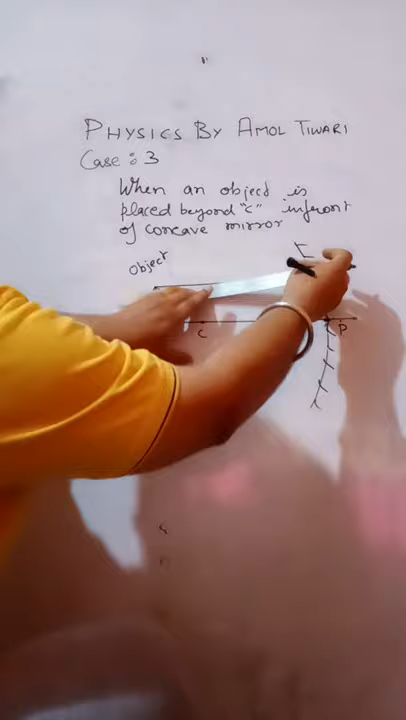 PHYSICS BY AMOL TIWARI
Case : 3
When an object is
placed beyond "C" infront
of concave mirror
Object
C
P